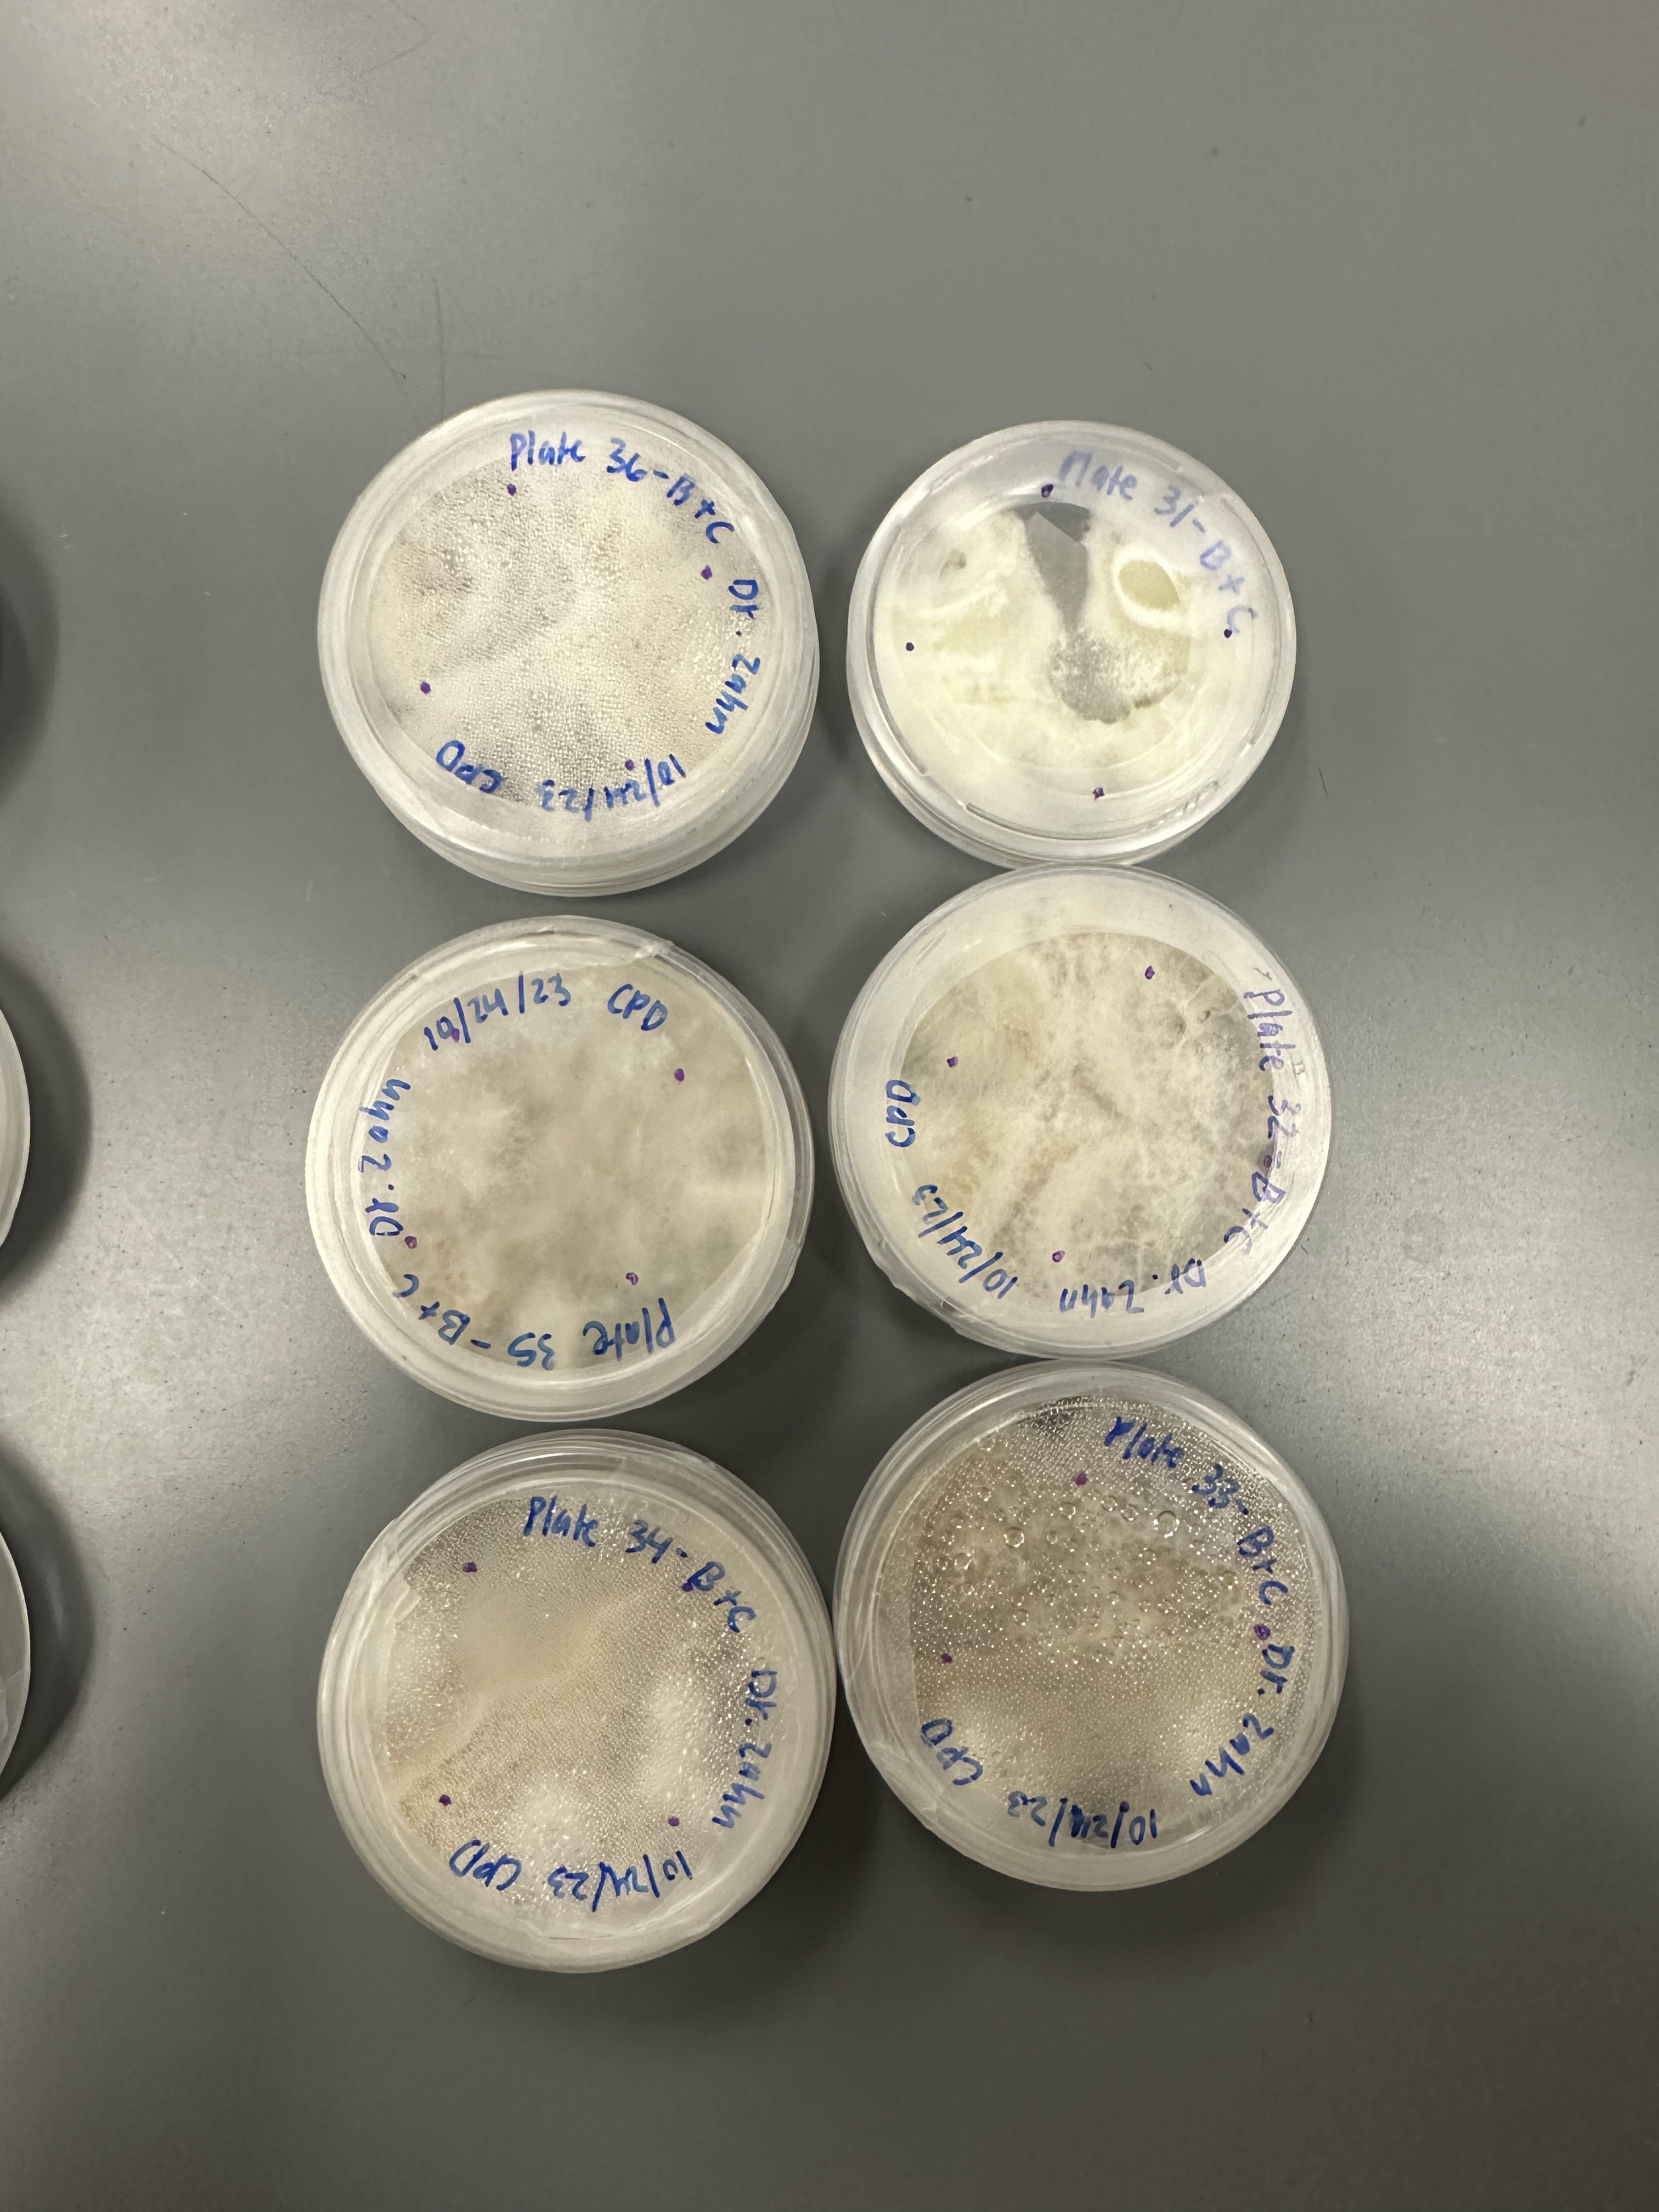 Plate 36-B+C Dr. Zahn 10/24/23 CPD
Plate 31-B+C
Plate 35-B+C Dr. Zahn 10/24/23 CPD
Plate 32-B+C Dr. Zahn 10/24/23 CPD
Plate 34-B+C Dr. Zahn 10/24/23 CPD
Plate 33-B+C Dr. Zahn 10/24/23 CPD